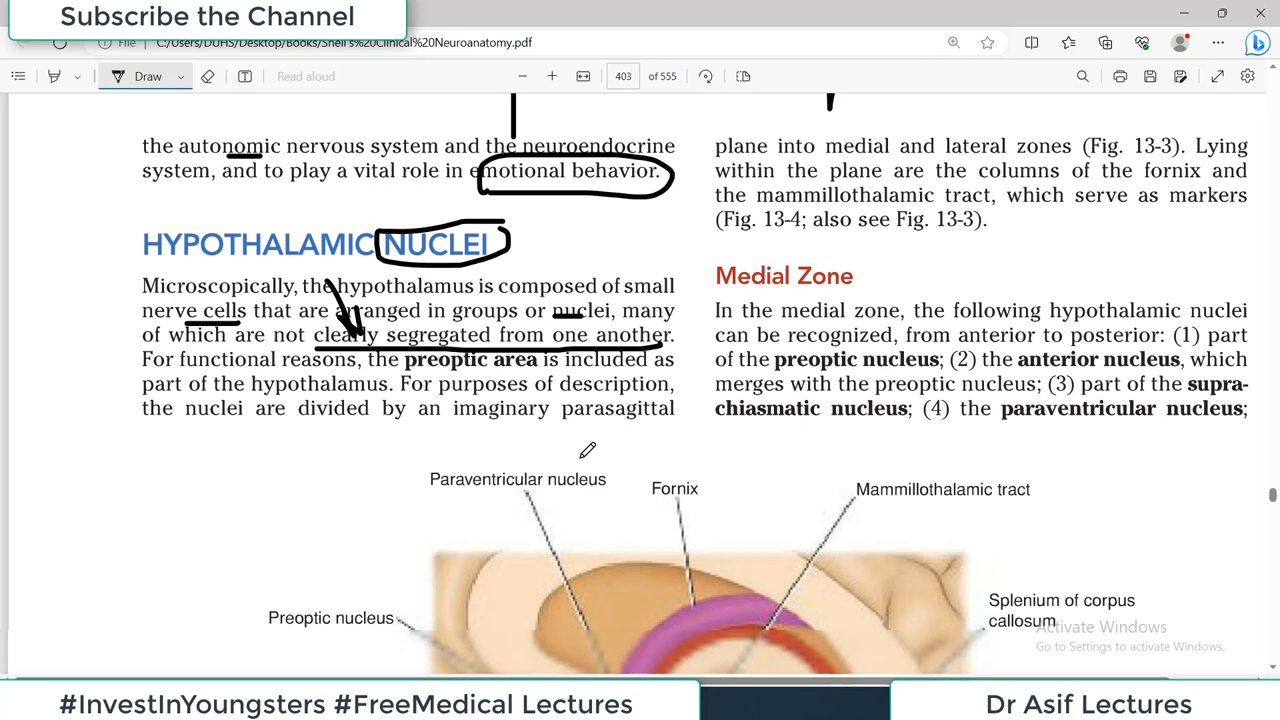 Subscribe the Channel
File
C:/Users/DUHS/Desktop/Books/Snell's%20Clinical%20Neuroanatomy.pdf
Draw
Read aloud
403
of 555
the autonomic nervous system and the neuroendocrine
system, and to play a vital role in emotional behavior.
HYPOTHALAMIC NUCLEI
Microscopically, the hypothalamus is composed of small
nerve cells that are arranged in groups or nuclei, many
of which are not clearly segregated from one another.
For functional reasons, the preoptic area is included as
part of the hypothalamus. For purposes of description,
the nuclei are divided by an imaginary parasagittal
plane into medial and lateral zones (Fig. 13-3). Lying
within the plane are the columns of the fornix and
the mammillothalamic tract, which serve as markers
(Fig. 13-4; also see Fig. 13-3).
Medial Zone
In the medial zone, the following hypothalamic nuclei
can be recognized, from anterior to posterior: (1) part
of the preoptic nucleus; (2) the anterior nucleus, which
merges with the preoptic nucleus; (3) part of the supra-
chiasmatic nucleus; (4) the paraventricular nucleus;
Paraventricular nucleus
Fornix
Mammillothalamic tract
Preoptic nucleus
Splenium of corpus
callosum
Activate Windows
Go to Settings to activate Windows.
#InvestInYoungsters #FreeMedical Lectures
Dr Asif Lectures